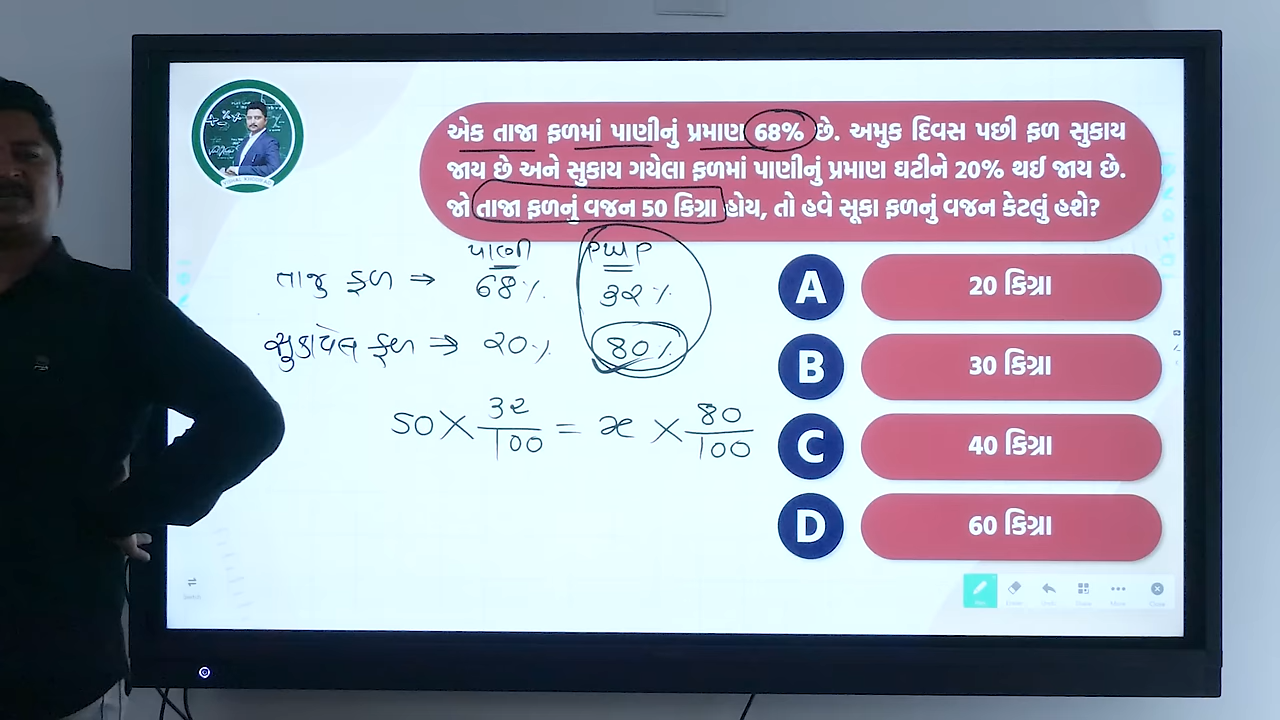 એક તાજા ફળમાં પાણીનું પ્રમાણ 68% છે. અમુક દિવસ પછી ફળ સુકાય
જાય છે અને સુકાય ગયેલા ફળમાં પાણીનું પ્રમાણ ઘટીને 20% થઈ જાય છે.
જો તાજા ફળનું વજન 50 કિગ્રા હોય, તો હવે સૂકા ફળનું વજન કેટલું હશે?
પાણી
તાજુ ફળ ⇒ 68% 32%
સુકાયેલ ફળ ⇒ 20% 80%
50 × 32/100 = x × 80/100
A 20 કિગ્રા
B 30 કિગ્રા
C 40 કિગ્રા
D 60 કિગ્રા